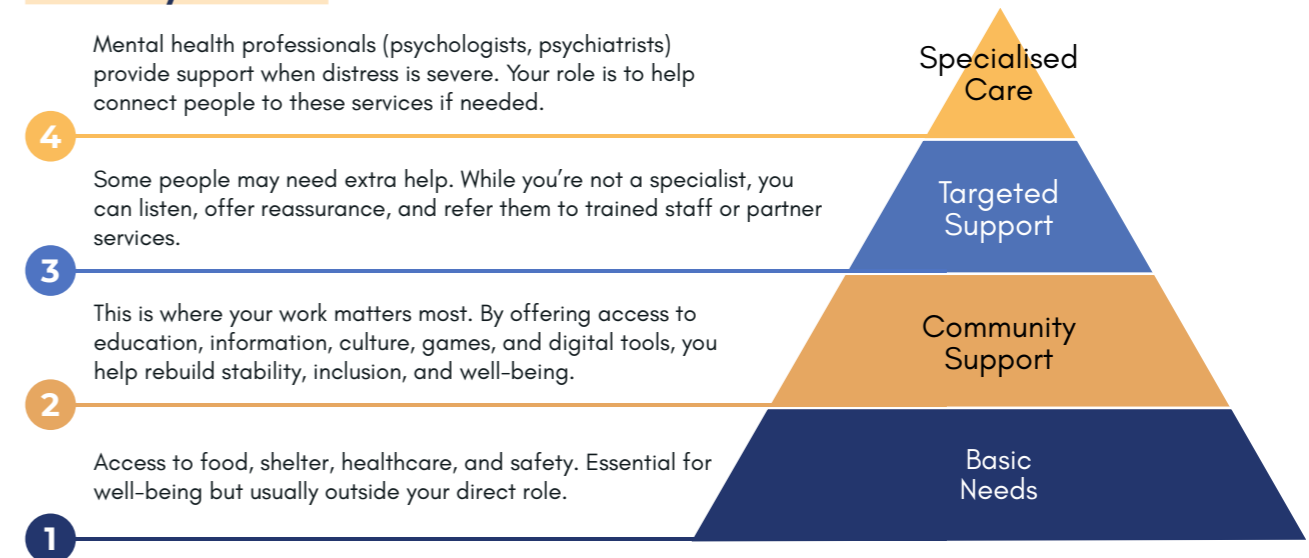 Mental health professionals (psychologists, psychiatrists)
provide support when distress is severe. Your role is to help
connect people to these services if needed.
Specialised
Care
4
Some people may need extra help. While you’re not a specialist, you
can listen, offer reassurance, and refer them to trained staff or partner
services.
Targeted
Support
3
This is where your work matters most. By offering access to
education, information, culture, games, and digital tools, you
help rebuild stability, inclusion, and well-being.
Community
Support
2
Access to food, shelter, healthcare, and safety. Essential for
well-being but usually outside your direct role.
Basic
Needs
1